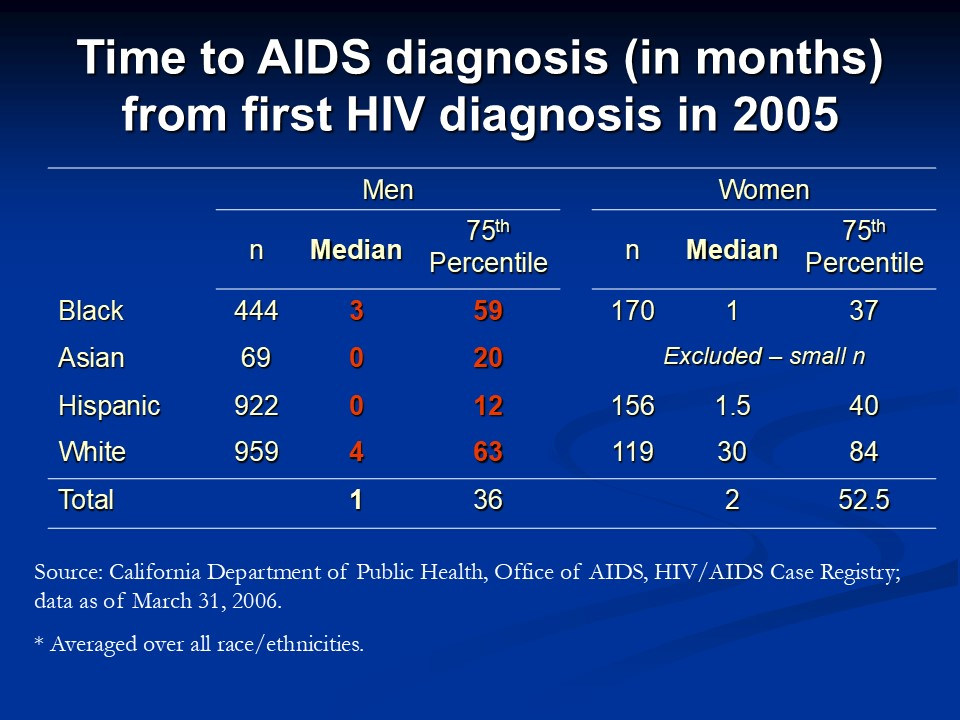 Time to AIDS diagnosis (in months)
from first HIV diagnosis in 2005
Men Women
n Median 75th Percentile n Median 75th Percentile
Black 444 3 59 170 1 37
Asian 69 0 20 Excluded – small n
Hispanic 922 0 12 156 1.5 40
White 959 4 63 119 30 84
Total 1 36 2 52.5
Source: California Department of Public Health, Office of AIDS, HIV/AIDS Case Registry;
data as of March 31, 2006.
* Averaged over all race/ethnicities.